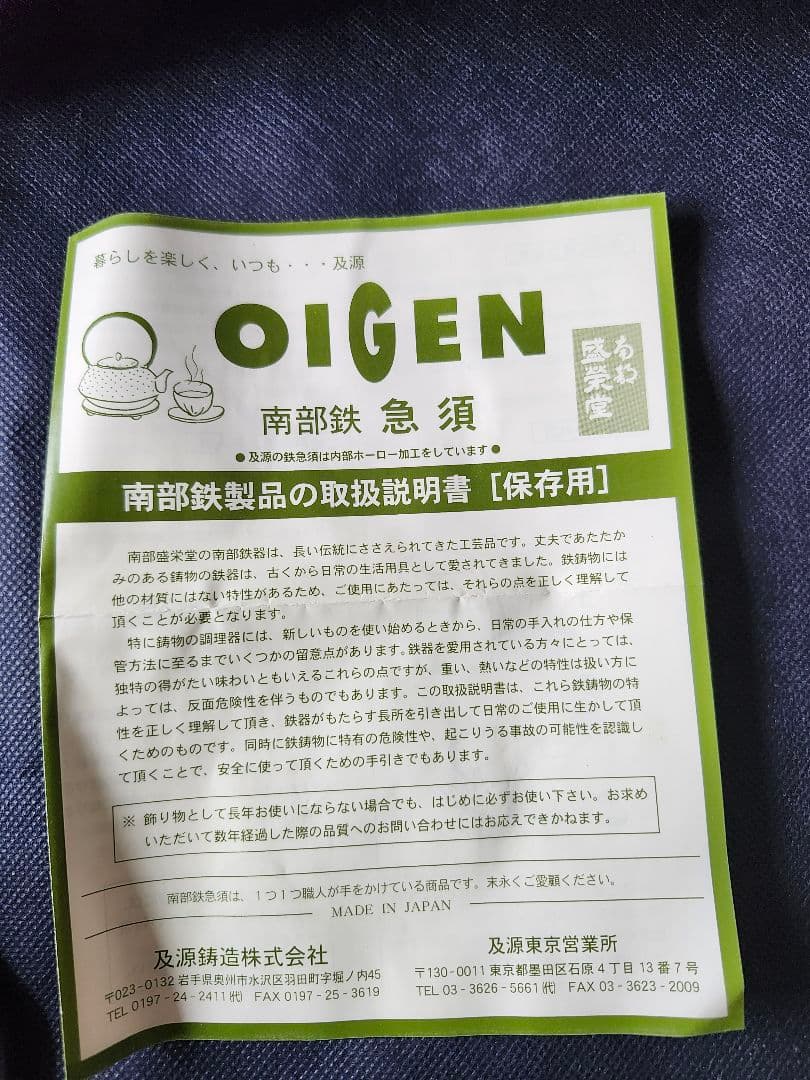 暮らしを楽しく、いつも・・・及源
OIGEN
盛栄堂
南部鉄 急須
●及源の鉄急須は内部ホーロー加工をしています●
南部鉄製品の取扱説明書［保存用］
南部盛栄堂の南部鉄器は、長い伝統にささえられてきた工芸品です。丈夫であたたか
みのある鋳物の鉄器は、古くから日常の生活用具として愛されてきました。鉄鋳物には
他の材質にはない特性があるため、ご使用にあたっては、それらの点を正しく理解して
頂くことが必要となります。
特に鋳物の調理器には、新しいものを使い始めるときから、日常の手入れの仕方や保
管方法に至るまでいくつかの留意点があります。鉄器を愛用されている方々にとっては、
独特の得がたい味わいともいえるこれらの点ですが、重い、熱いなどの特性は扱い方に
よっては、反面危険性を伴うものでもあります。この取扱説明書は、これら鉄鋳物の特
性を正しく理解して頂き、鉄器がもたらす長所を引き出して日常のご使用に生かして頂
くためのものです。同時に鉄鋳物に特有の危険性や、起こりうる事故の可能性を認識し
て頂くことで、安全に使って頂くための手引きでもあります。
※ 飾り物として長年お使いにならない場合でも、はじめに必ずお使い下さい。お求め
いただいて数年経過した際の品質へのお問い合わせにはお応えできかねます。
南部鉄急須は、１つ１つ職人が手をかけている商品です。末永くご愛顧ください。
MADE IN JAPAN
及源鋳造株式会社
〒023-0132 岩手県奥州市水沢区羽田町字堀ノ内45
TEL 0197-24-2411㈹ FAX 0197-25-3619
及源東京営業所
〒130-0011 東京都墨田区石原4丁目13番7号
TEL 03-3626-5661㈹ FAX 03-3623-2009